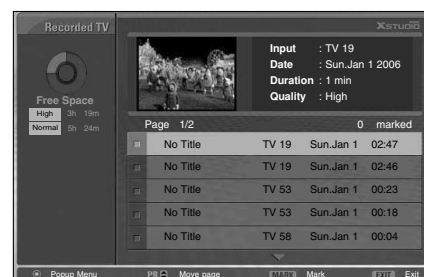 Recorded TV
XSTUDIO
Input : TV 19
Date : Sun.Jan 1 2006
Duration : 1 min
Quality : High
Free Space
High 3h 19m
Normal 5h 24m
Page 1/2 0 marked
No Title TV 19 Sun.Jan 1 02:47
No Title TV 19 Sun.Jan 1 02:46
No Title TV 53 Sun.Jan 1 00:23
No Title TV 53 Sun.Jan 1 00:18
No Title TV 58 Sun.Jan 1 00:04
Popup Menu PR Move page MARK Mark EXIT Exit